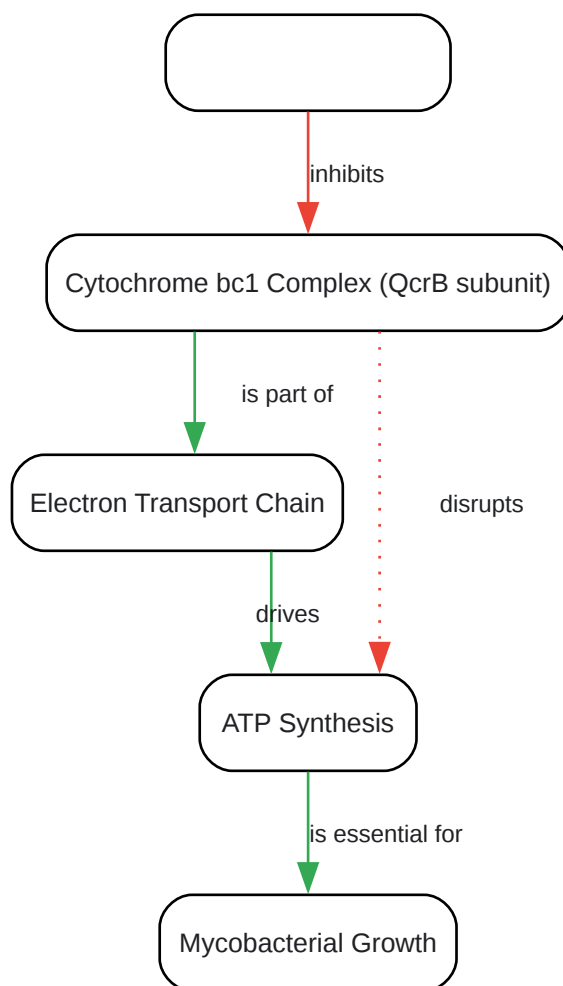 inhibits
Cytochrome bc1 Complex (QcrB subunit)
is part of
Electron Transport Chain
disrupts
drives
ATP Synthesis
is essential for
Mycobacterial Growth